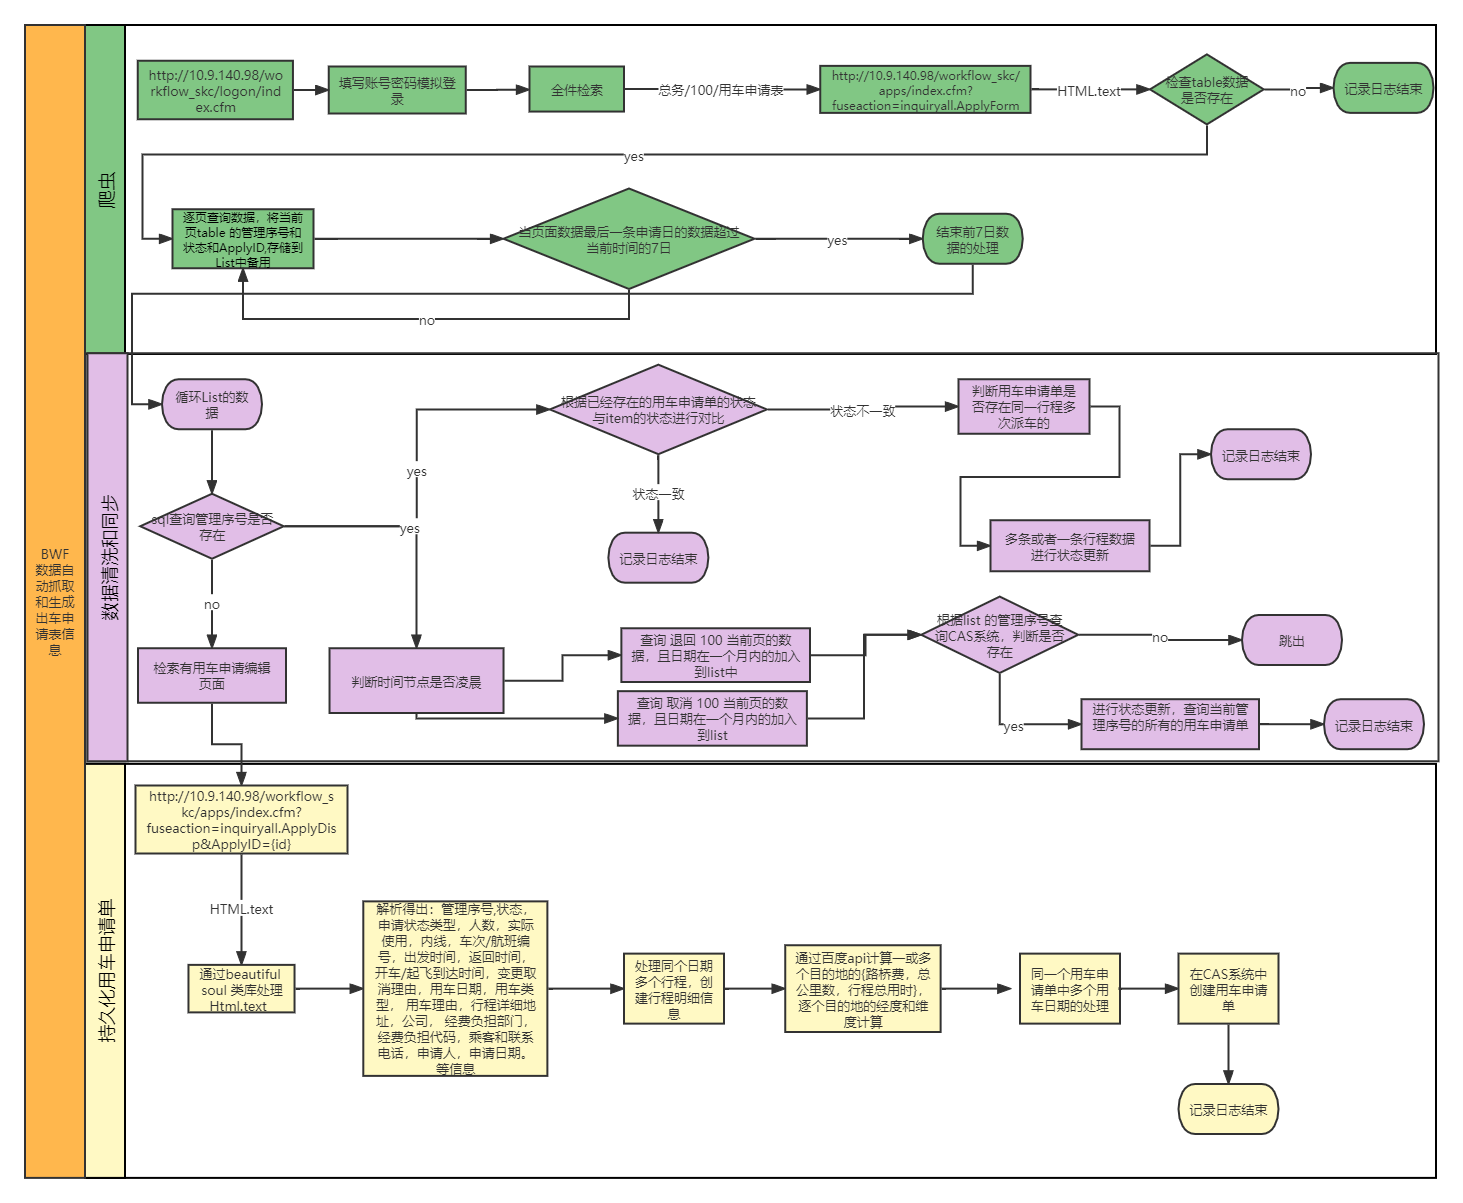 BWF
数据自
动抓取
和生成
出车申
请表信
息
爬虫
http://10.9.140.98/wo
rkflow_skc/logon/ind
ex.cfm
填写账号密码模拟登
录
全件检索
总务/100/用车申请表
http://10.9.140.98/workflow_skc/
apps/index.cfm?
fuseaction=inquiryall.ApplyForm
HTML.text
检查table数据
是否存在
no
记录日志结束
yes
逐页查询数据，将当前
页table 的管理序号和
状态和ApplyID,存储到
List中备用
当页面数据最后一条申请日的数据超过
当前时间的7日
yes
结束前7日数
据的处理
no
数据清洗和同步
循环List的数
据
根据已经存在的用车申请单的状态
与item的状态进行对比
状态不一致
判断用车申请单是
否存在同一行程多
次派车的
记录日志结束
yes
状态一致
sql查询管理序号是否
存在
yes
记录日志结束
多条或者一条行程数据
进行状态更新
no
检索有用车申请编辑
页面
判断时间节点是否凌晨
查询 退回 100 当前页的数
据，且日期在一个月内的加入
到list中
查询 取消 100 当前页的数
据，且日期在一个月内的加入
到list
根据list 的管理序号查
询CAS系统，判断是否
存在
no
跳出
yes
进行状态更新，查询当前管
理序号的所有的用车申请单
记录日志结束
持久化用车申请单
http://10.9.140.98/workflow_s
kc/apps/index.cfm?
fuseaction=inquiryall.ApplyDis
p&ApplyID={id}
HTML.text
通过beautiful
soul 类库处理
Html.text
解析得出：管理序号,状态，
申请状态类型，人数，实际
使用，内线，车次/航班编
号，出发时间，返回时间，
开车/起飞到达时间，变更取
消理由，用车日期，用车类
型， 用车理由，行程详细地
址，公司， 经费负担部门，
经费负担代码，乘客和联系
电话，申请人，申请日期。
等信息
处理同个日期
多个行程，创
建行程明细信
息
通过百度api计算一或多
个目的地的{路桥费，总
公里数，行程总用时}，
逐个目的地的经度和维
度计算
同一个用车申
请单中多个用
车日期的处理
在CAS系统中
创建用车申请
单
记录日志结束